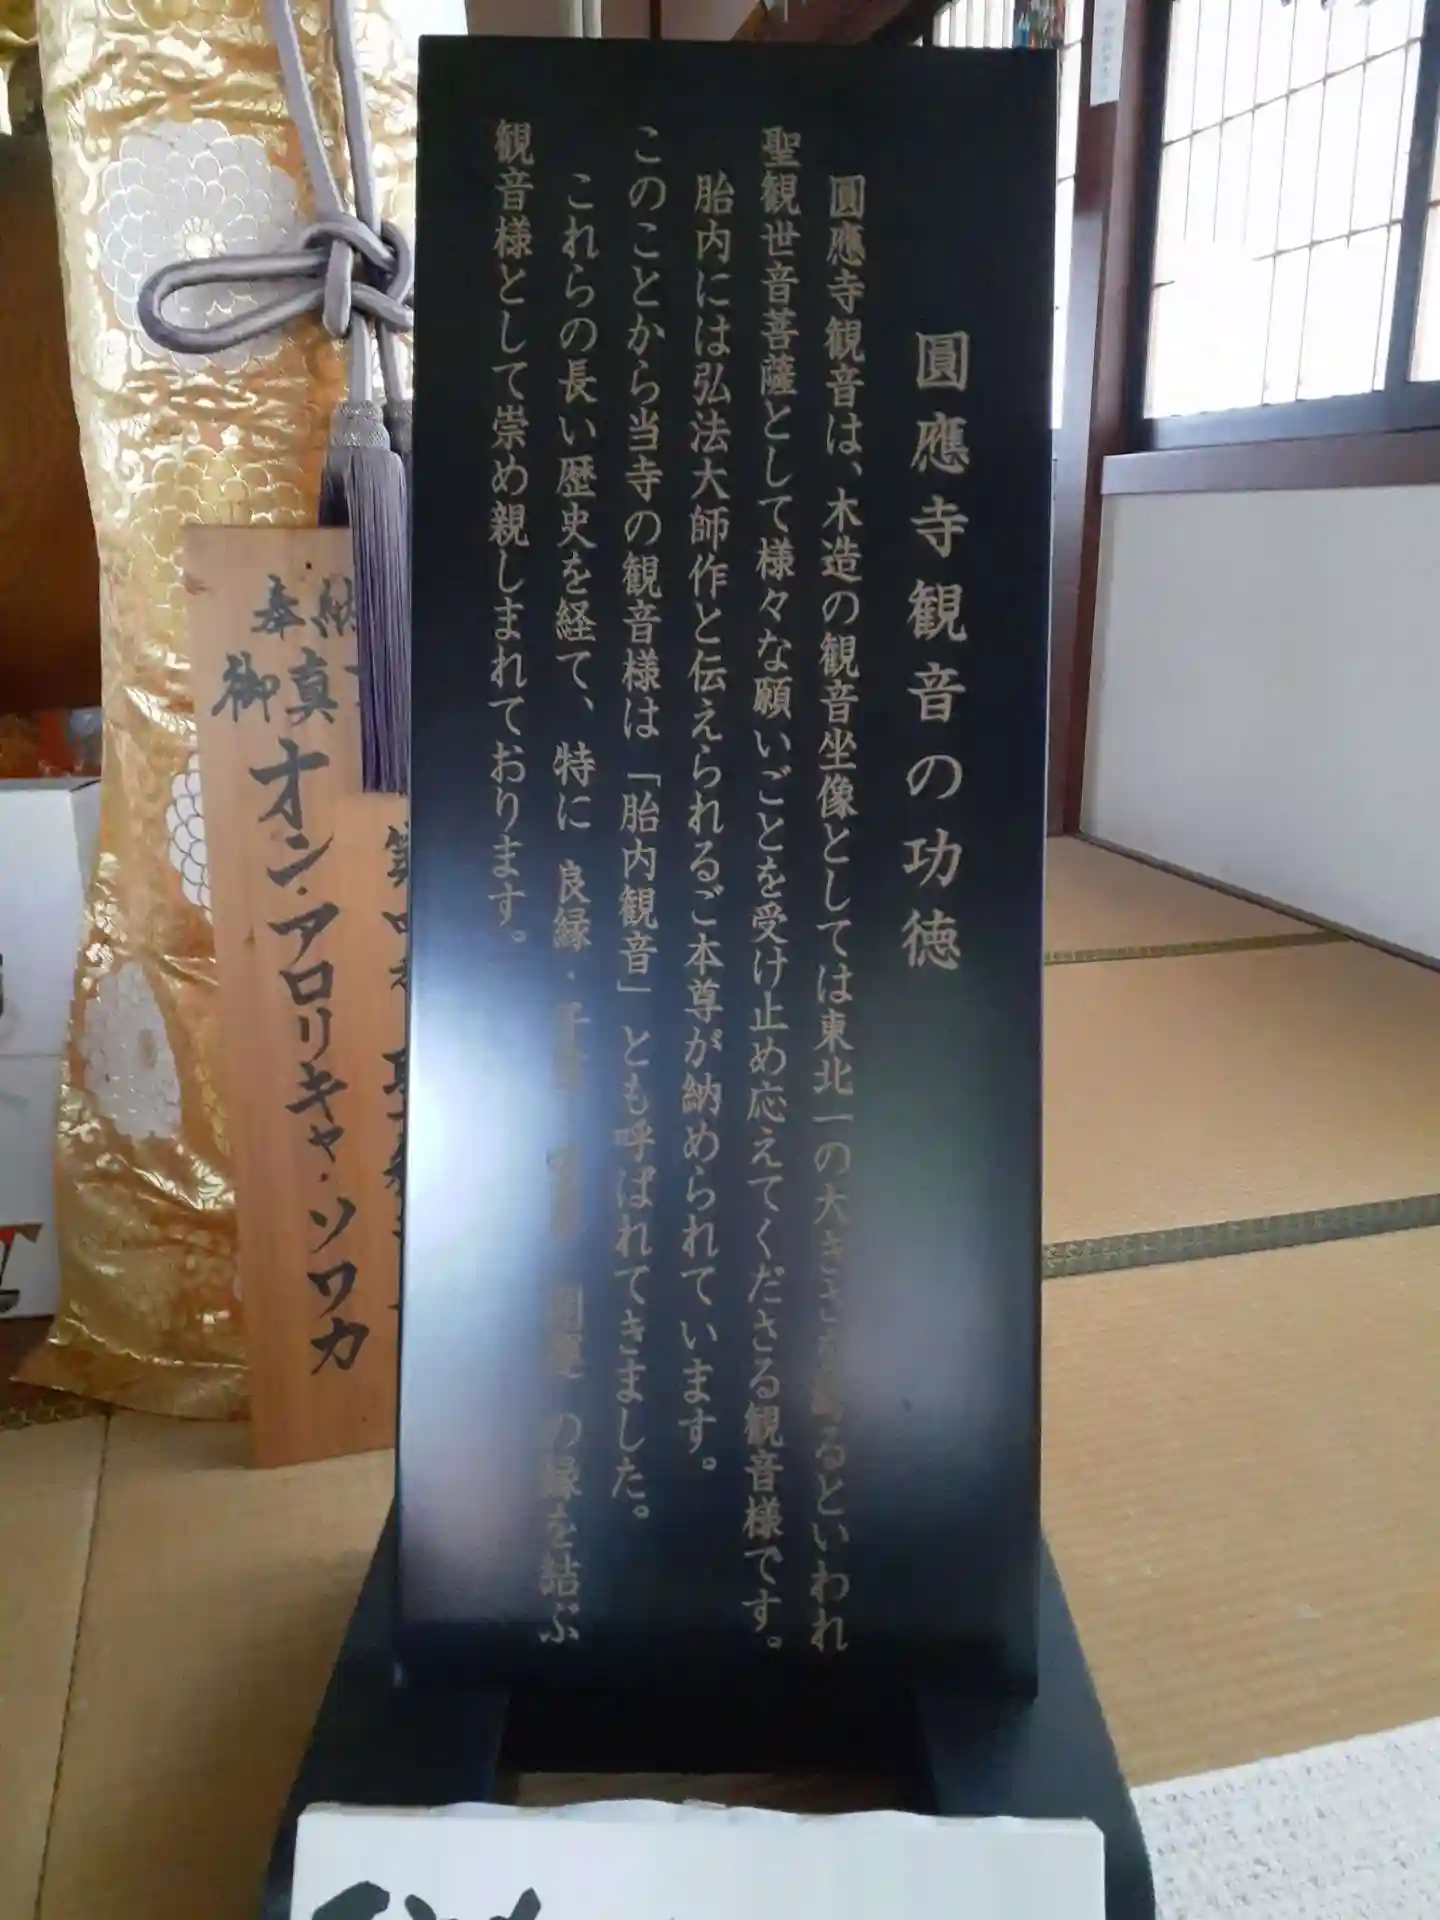 圓應寺観音の功徳
圓應寺観音は、木造の観音坐像としては東北一の大きさがあるといわれ
聖観世音菩薩として様々な願いごとを受け止め応えてくださる観音様です。
胎内には弘法大師作と伝えられるご本尊が納められています。
このことから当寺の観音様は「胎内観音」とも呼ばれてきました。
これらの長い歴史を経て、特に 良縁・ 開運 の縁を結ぶ
観音様として崇め親しまれております。
奉納
御真
オン・アロリキャ・ソワカ